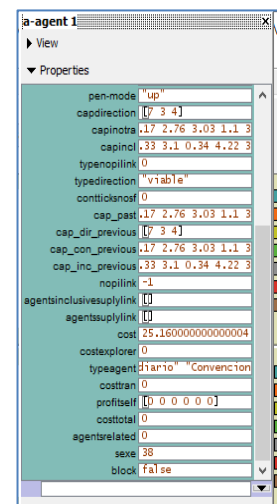 a-agent 1
View
Properties
pen-mode "up"
capdirection [[7 3 4]
capinotra .17 2.76 3.03 1.1 3
capincl .33 3.1 0.34 4.22 3
typenopilink 0
typedirection "viable"
contticksnosf 0
cap_past .17 2.76 3.03 1.1 3
cap_dir_previous [[7 3 4]
cap_con_previous .17 2.76 3.03 1.1 3
cap_inc_previous .33 3.1 0.34 4.22 3
nopilink -1
agentsinclusivesuplylink []
agentssuplylink []
cost 25.160000000000004
costexplorer 0
typeagent diario" "Convencion
costtran 0
profitself [0 0 0 0 0 0]
costtotal 0
agentsrelated 0
sexe 38
block false